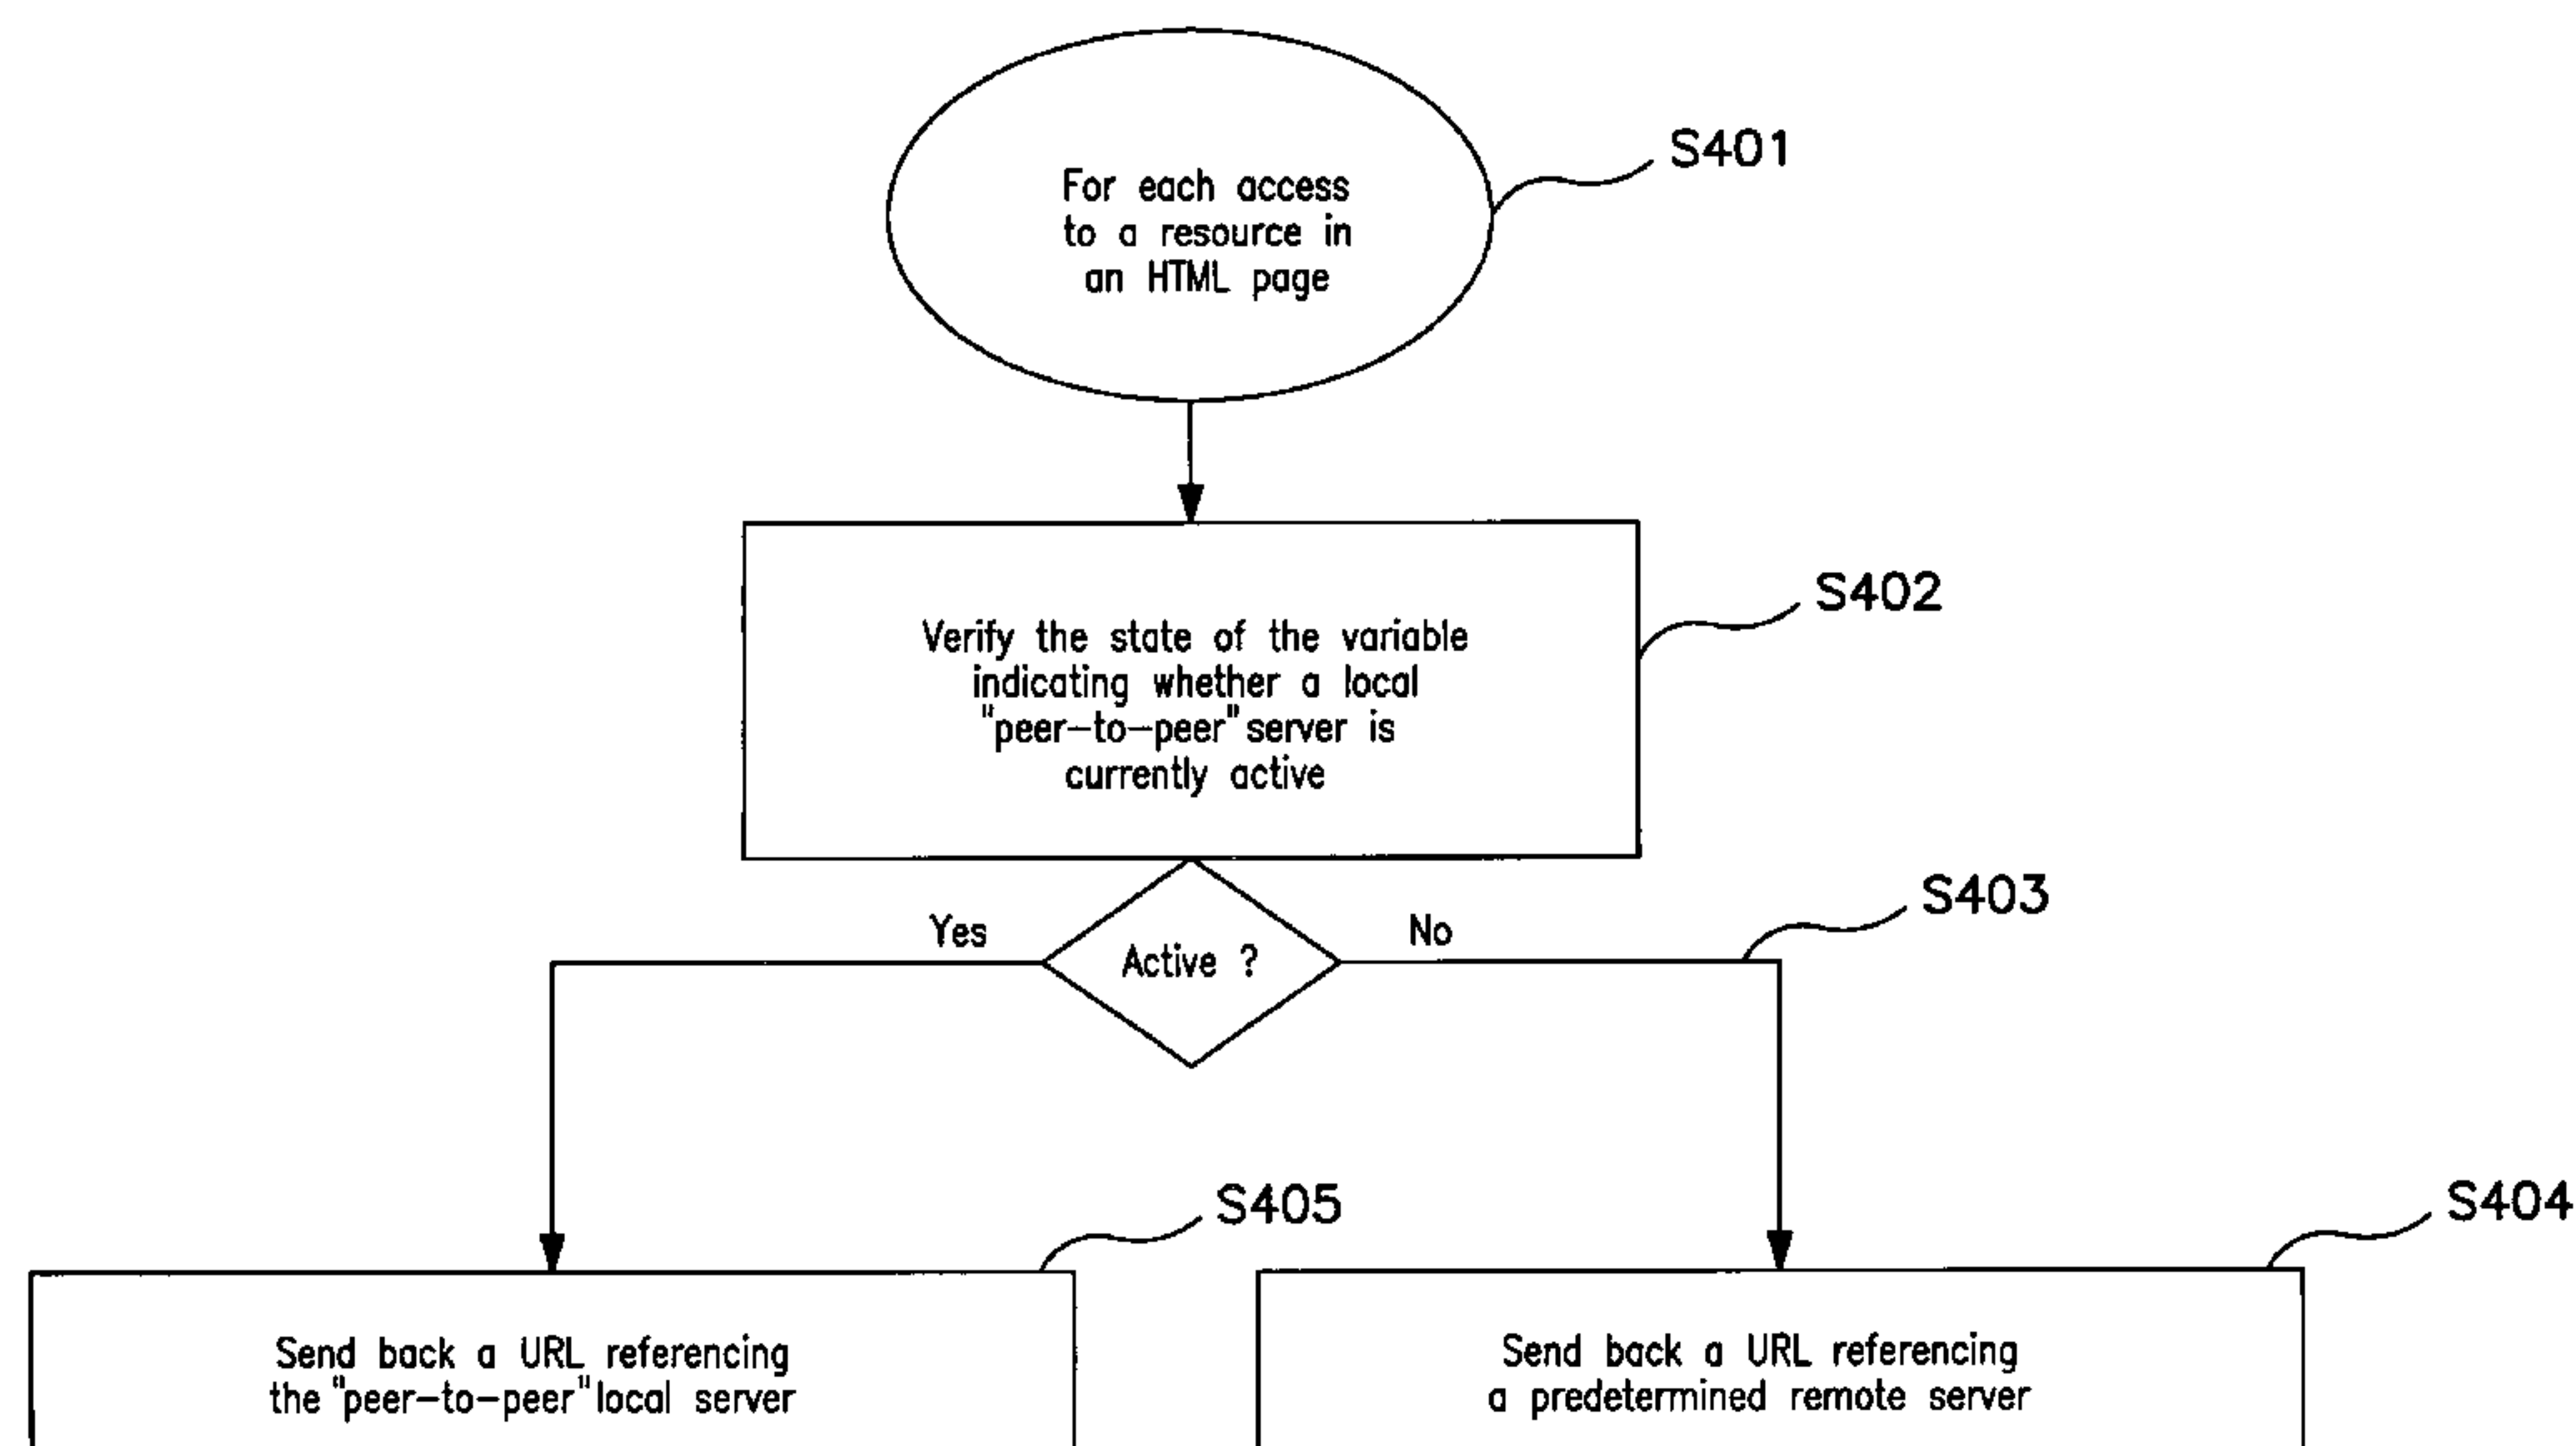 For each access
to a resource in
an HTML page
S401
Verify the state of the variable
indicating whether a local
"peer-to-peer" server is
currently active
S402
Yes
Active ?
No
S403
S405
S404
Send back a URL referencing
the "peer-to-peer" local server
Send back a URL referencing
a predetermined remote server